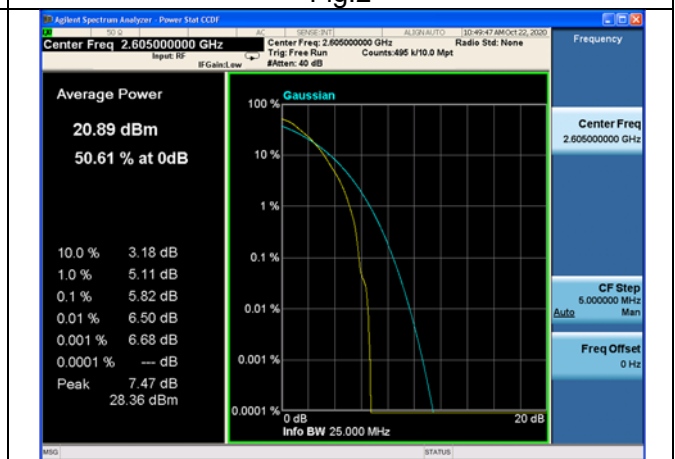 Fig.2
Agilent Spectrum Analyzer - Power Stat CCDF
50 Ω AC SENSE:INT ALIGN AUTO 10:49:47 AM Oct 22, 2020
Center Freq 2.605000000 GHz
Input: RF
IFGain:Low
Center Freq: 2.605000000 GHz
Trig: Free Run Counts:495 k/10.0 Mpt
#Atten: 40 dB
Radio Std: None
Frequency
Center Freq
2.605000000 GHz
CF Step
5.000000 MHz
Auto Man
Freq Offset
0 Hz
Average Power
20.89 dBm
50.61 % at 0dB
10.0 % 3.18 dB
1.0 % 5.11 dB
0.1 % 5.82 dB
0.01 % 6.50 dB
0.001 % 6.68 dB
0.0001 % --- dB
Peak 7.47 dB
28.36 dBm
Gaussian
100 %
10 %
1 %
0.1 %
0.01 %
0.001 %
0.0001 %
0 dB 20 dB
Info BW 25.000 MHz
MSG STATUS